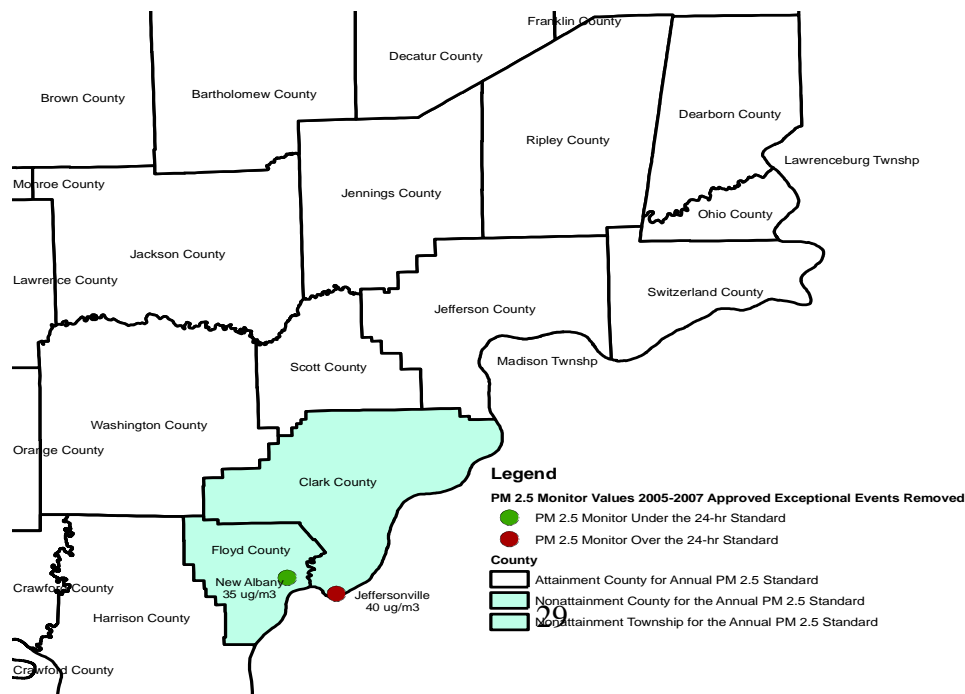 Franklin County
Decatur County
Brown County
Bartholomew County
Dearborn County
Ripley County
Lawrenceburg Twnshp
Monroe County
Jennings County
Ohio County
Jackson County
Lawrence County
Switzerland County
Jefferson County
Madison Twnshp
Scott County
Washington County
Orange County
Clark County
Floyd County
New Albany
35 ug/m3
Jeffersonville
40 ug/m3
Crawford County
Harrison County
Crawford County
Legend
PM 2.5 Monitor Values 2005-2007 Approved Exceptional Events Removed
PM 2.5 Monitor Under the 24-hr Standard
PM 2.5 Monitor Over the 24-hr Standard
County
Attainment County for Annual PM 2.5 Standard
Nonattainment County for the Annual PM 2.5 Standard
Nonattainment Township for the Annual PM 2.5 Standard
29